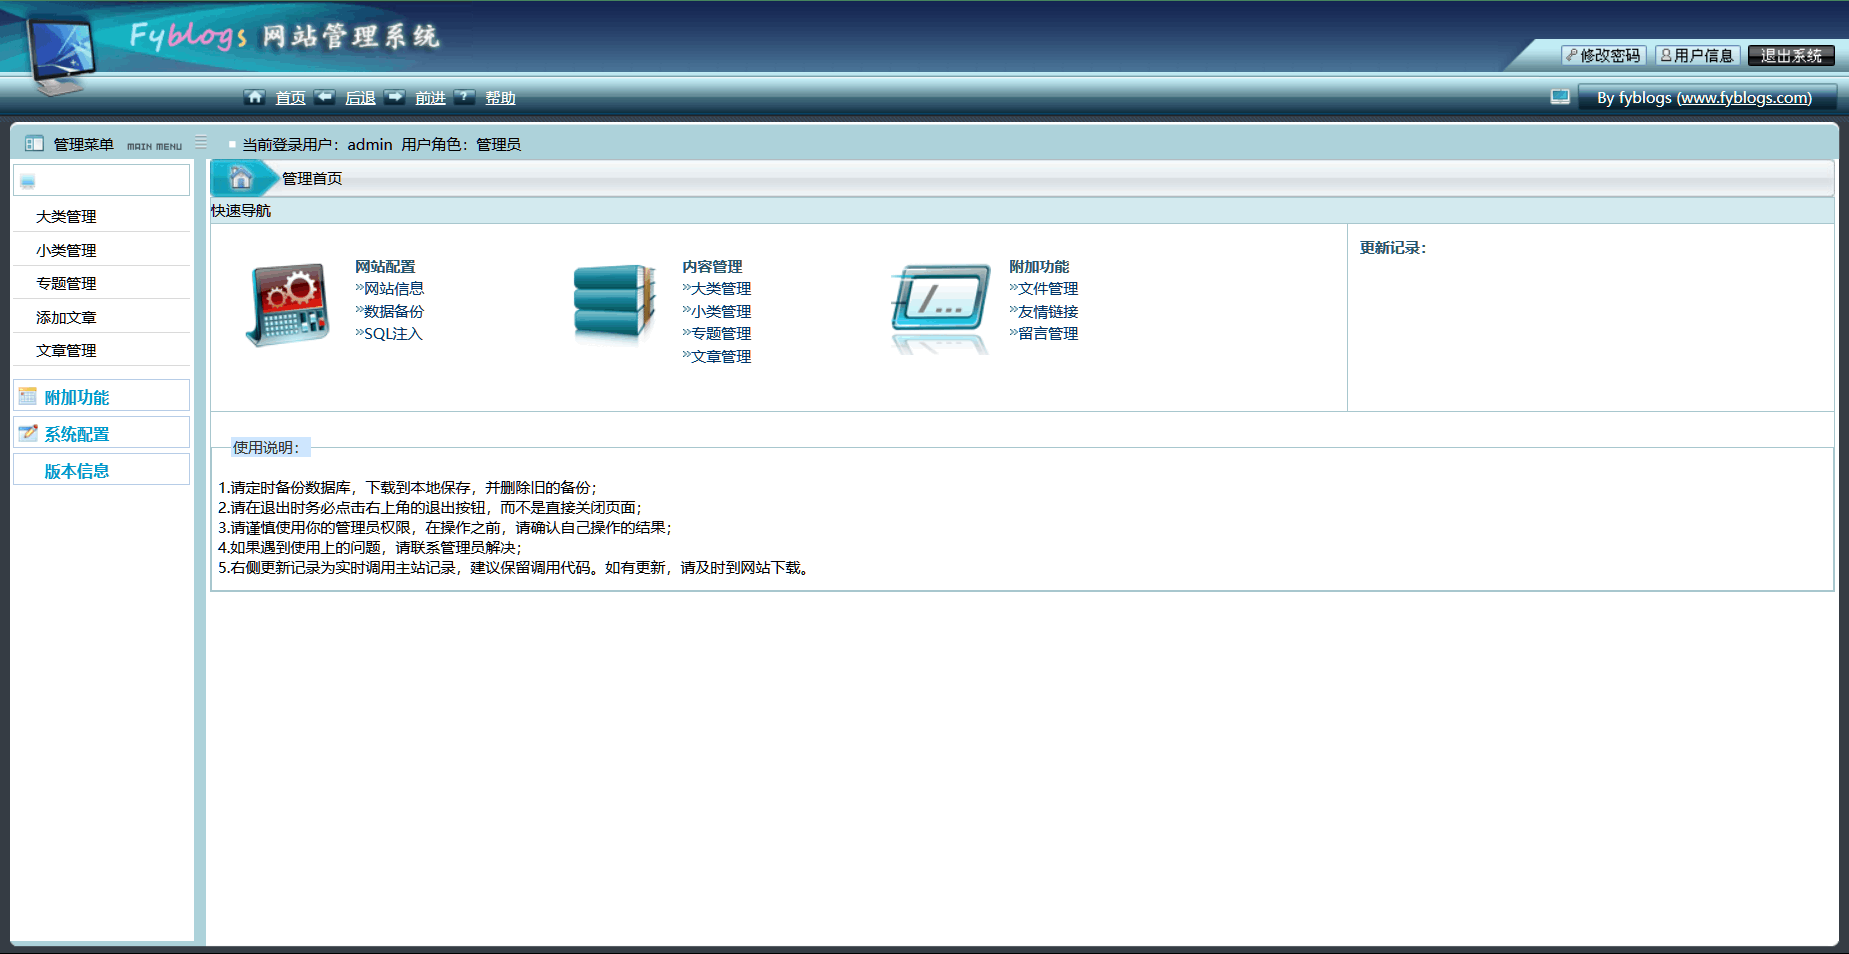 Fyblogs 网站管理系统
修改密码 用户信息 退出系统
首页 后退 前进 帮助
By fyblogs (www.fyblogs.com)
管理菜单 MAIN MENU
当前登录用户：admin 用户角色：管理员
管理首页
快速导航
大类管理
小类管理
专题管理
添加文章
文章管理
附加功能
系统配置
版本信息
网站配置
»网站信息
»数据备份
»SQL注入
内容管理
»大类管理
»小类管理
»专题管理
»文章管理
附加功能
»文件管理
»友情链接
»留言管理
更新记录：
使用说明：
1.请定时备份数据库，下载到本地保存，并删除旧的备份；
2.请在退出时务必点击右上角的退出按钮，而不是直接关闭页面；
3.请谨慎使用你的管理员权限，在操作之前，请确认自己操作的结果；
4.如果遇到使用上的问题，请联系管理员解决；
5.右侧更新记录为实时调用主站记录，建议保留调用代码。如有更新，请及时到网站下载。